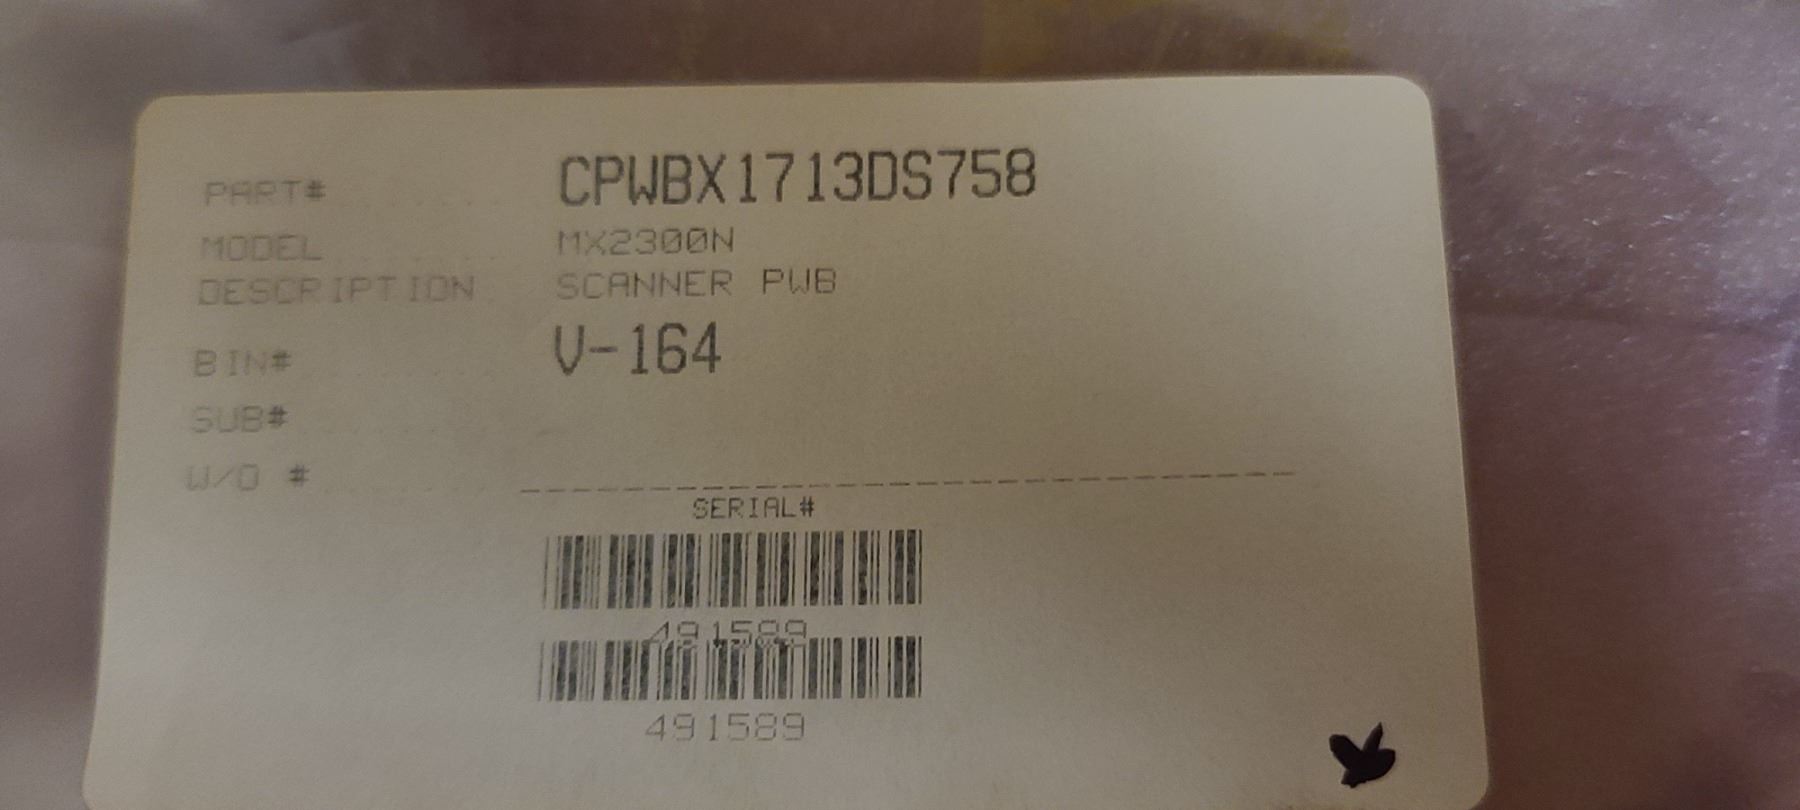 PART# ........ CPWBX1713DS758
MODEL ........ MX2300N
DESCRIPTION SCANNER PWB
BIN# ........ V-164
SUB# ........
W/O # ........
SERIAL#
491589
491589